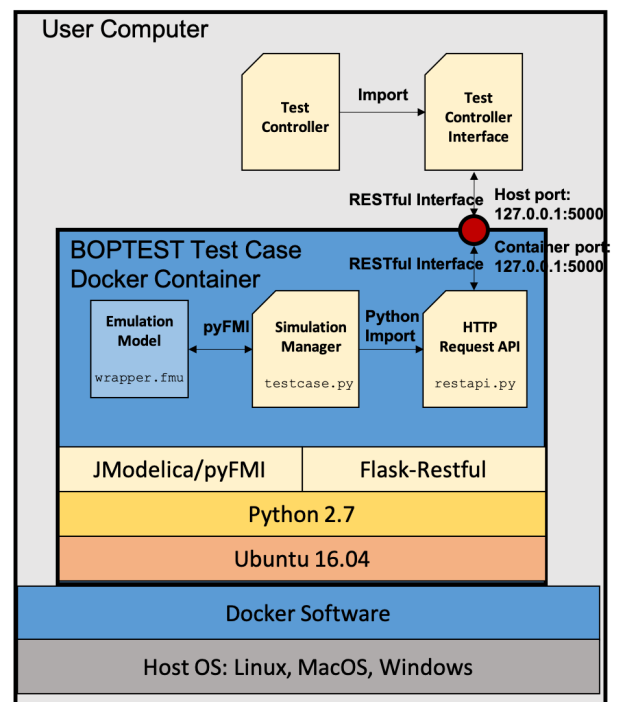 User Computer
Test
Controller
Import
Test
Controller
Interface
RESTful Interface
Host port:
127.0.0.1:5000
BOPTEST Test Case
Docker Container
RESTful Interface
Container port:
127.0.0.1:5000
Emulation
Model
wrapper.fmu
pyFMI
Simulation
Manager
testcase.py
Python
Import
HTTP
Request API
restapi.py
JModelica/pyFMI
Flask-Restful
Python 2.7
Ubuntu 16.04
Docker Software
Host OS: Linux, MacOS, Windows